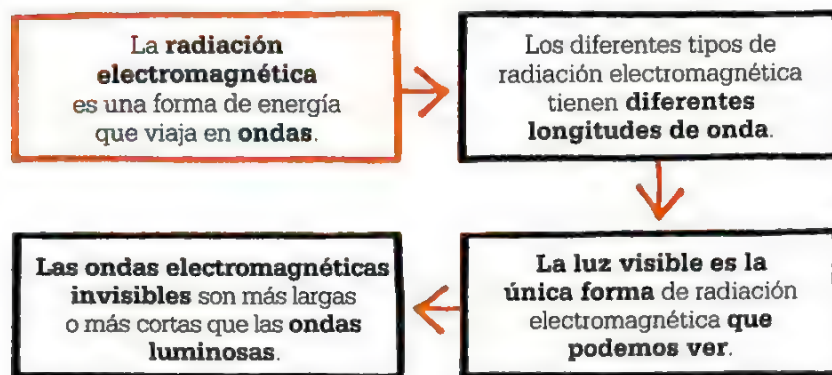 La radiación
electromagnética
es una forma de energía
que viaja en ondas.
Los diferentes tipos de
radiación electromagnética
tienen diferentes
longitudes de onda.
La luz visible es la
única forma de radiación
electromagnética que
podemos ver.
Las ondas electromagnéticas
invisibles son más largas
o más cortas que las ondas
luminosas.